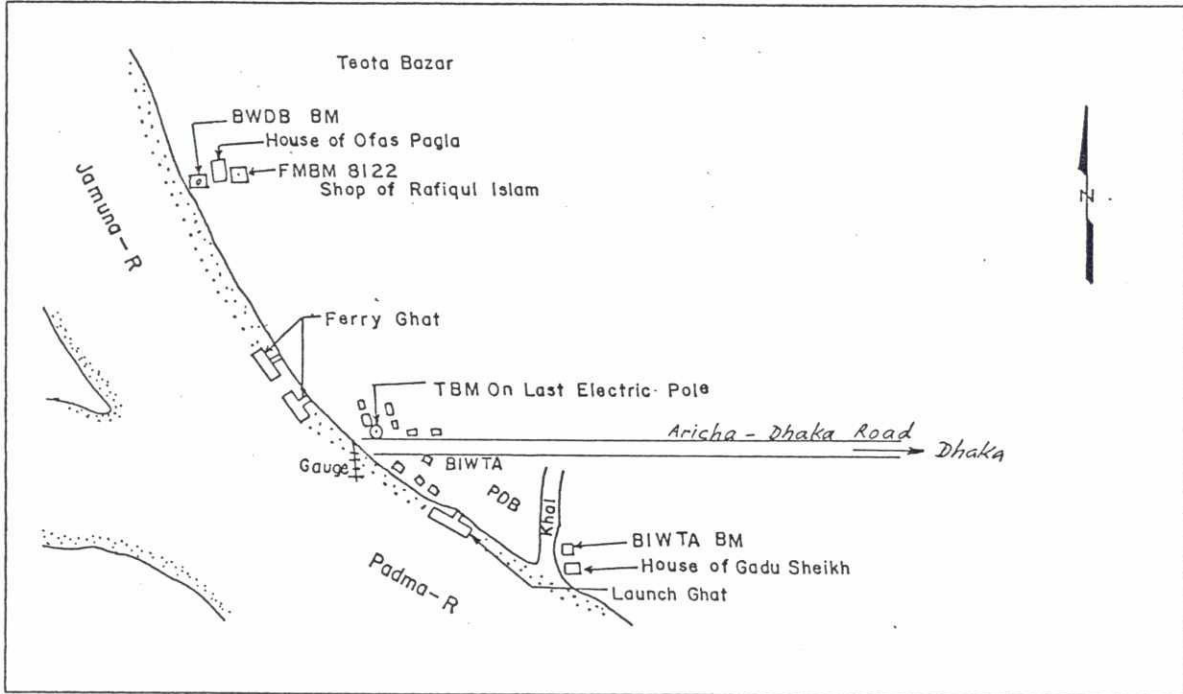 Teota Bazar
BWDB BM
House of Ofas Pagla
FMBM 8122
Shop of Rafiqul Islam
Jamuna-R
N
Ferry Ghat
TBM On Last Electric Pole
Aricha - Dhaka Road
Dhaka
Gauge
BIWTA
PDB
Khal
BIWTA BM
House of Gadu Sheikh
Launch Ghat
Padma-R